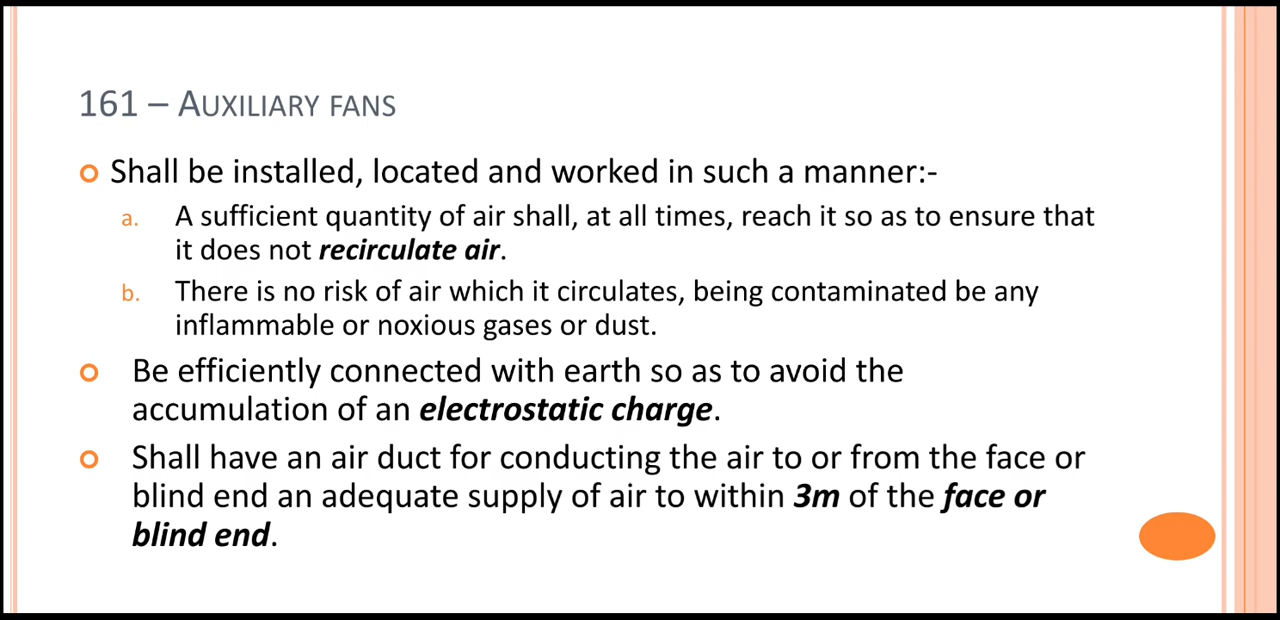 161 – AUXILIARY FANS
Shall be installed, located and worked in such a manner:-
a. A sufficient quantity of air shall, at all times, reach it so as to ensure that
it does not recirculate air.
b. There is no risk of air which it circulates, being contaminated be any
inflammable or noxious gases or dust.
Be efficiently connected with earth so as to avoid the
accumulation of an electrostatic charge.
Shall have an air duct for conducting the air to or from the face or
blind end an adequate supply of air to within 3m of the face or
blind end.